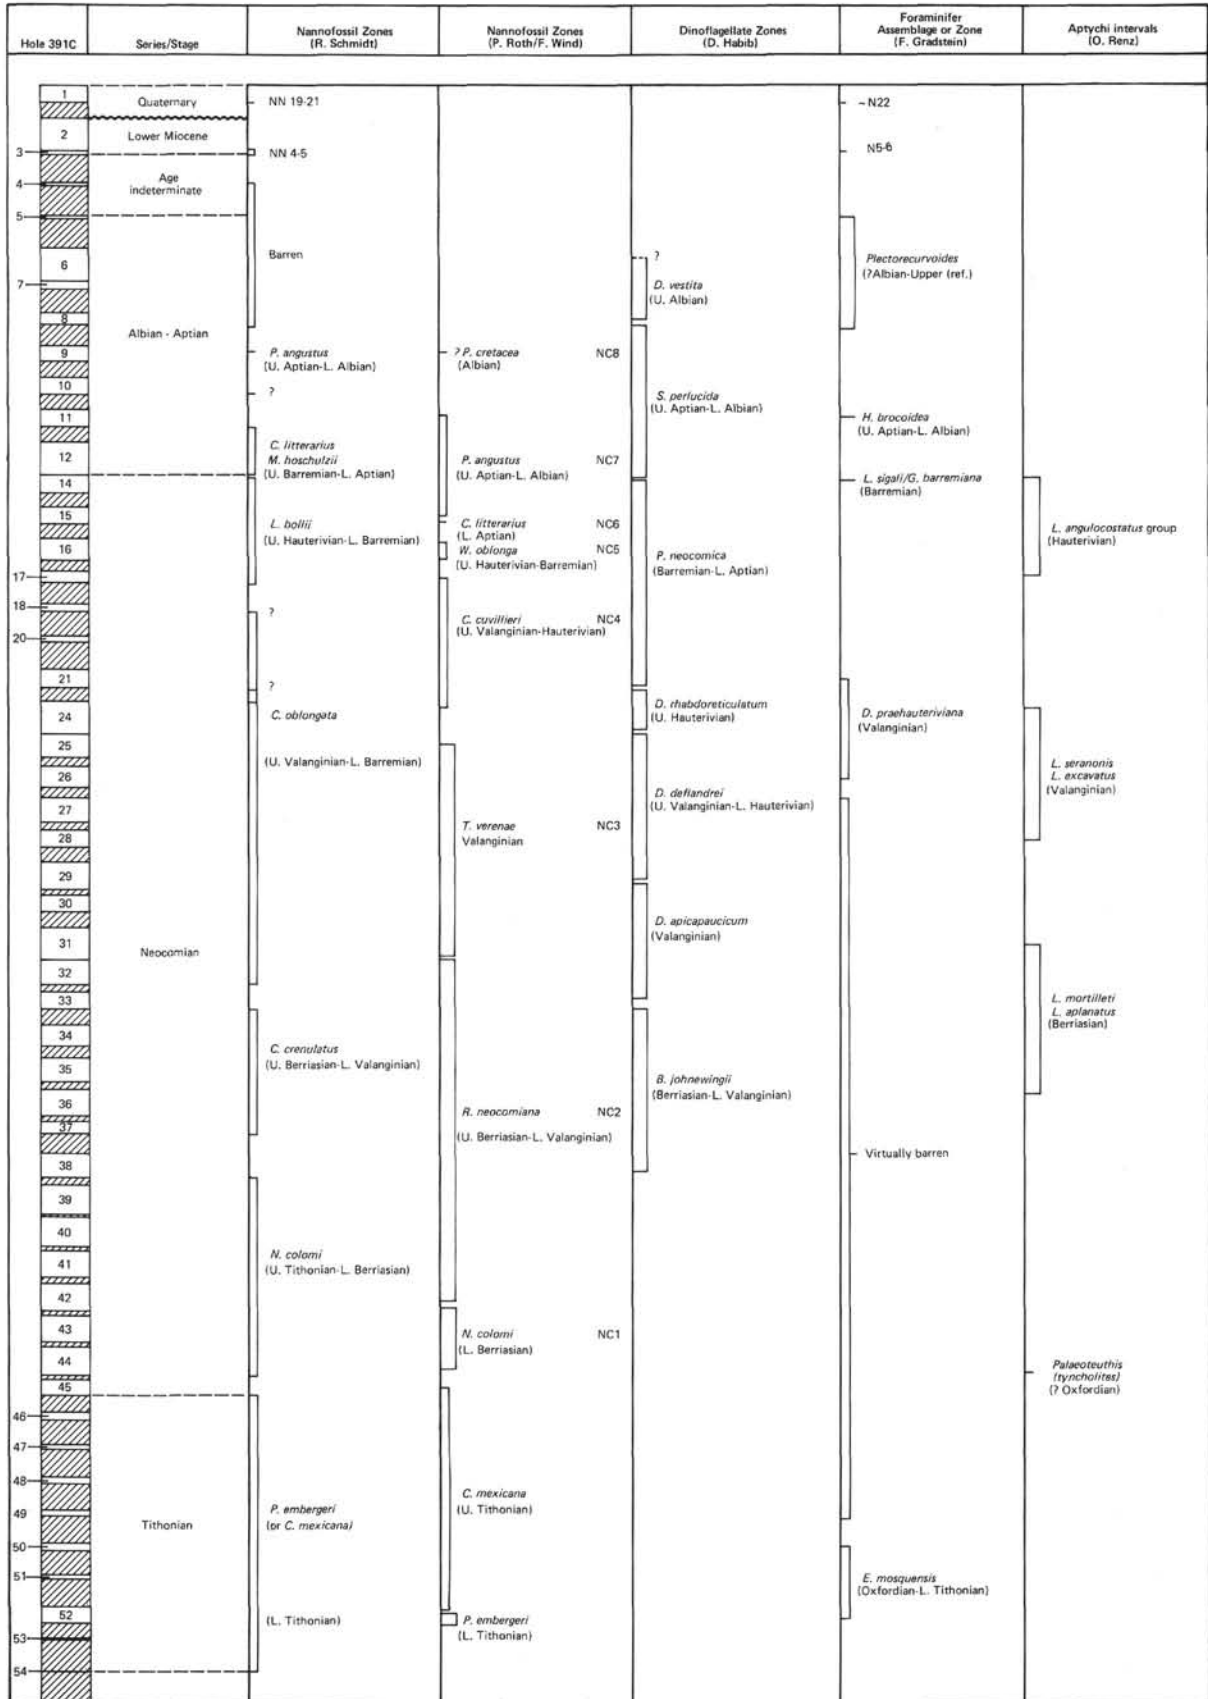 Hole 391C
Series/Stage
Nannofossil Zones
(R. Schmidt)
Nannofossil Zones
(P. Roth/F. Wind)
Dinoflagellate Zones
(D. Habib)
Foraminifer
Assemblage or Zone
(F. Gradstein)
Aptychi intervals
(O. Renz)
1
2
3
4
5
6
7
8
9
10
11
12
14
15
16
17
18
20
21
24
25
26
27
28
29
30
31
32
33
34
35
36
37
38
39
40
41
42
43
44
45
46
47
48
49
50
51
52
53
54
Quaternary
Lower Miocene
Age
indeterminate
Albian - Aptian
Neocomian
Tithonian
NN 19-21
NN 4-5
Barren
P. angustus
(U. Aptian-L. Albian)
?
C. litterarius
M. hoschulzii
(U. Barremian-L. Aptian)
L. bollii
(U. Hauterivian-L. Barremian)
?
?
C. oblongata
(U. Valanginian-L. Barremian)
C. crenulatus
(U. Berriasian-L. Valanginian)
N. colomi
(U. Tithonian-L. Berriasian)
P. embergeri
(or C. mexicana)
(L. Tithonian)
? P. cretacea NC8
(Albian)
P. angustus NC7
(U. Aptian-L. Albian)
C. litterarius NC6
(L. Aptian)
W. oblonga NC5
(U. Hauterivian-Barremian)
C. cuvillieri NC4
(U. Valanginian-Hauterivian)
T. verenae NC3
Valanginian
R. neocomiana NC2
(U. Berriasian-L. Valanginian)
N. colomi NC1
(L. Berriasian)
C. mexicana
(U. Tithonian)
P. embergeri
(L. Tithonian)
?
D. vestita
(U. Albian)
S. perlucida
(U. Aptian-L. Albian)
P. neocomica
(Barremian-L. Aptian)
D. rhabdoreticulatum
(U. Hauterivian)
D. deflandrei
(U. Valanginian-L. Hauterivian)
D. apicapaucicum
(Valanginian)
B. johnewingii
(Berriasian-L. Valanginian)
~ N22
N5-6
Plectorecurvoides
(?Albian-Upper (ref.)
H. brocoidea
(U. Aptian-L. Albian)
L. sigali/G. barremiana
(Barremian)
D. praehauteriviana
(Valanginian)
Virtually barren
E. mosquensis
(Oxfordian-L. Tithonian)
L. angulocostatus group
(Hauterivian)
L. seranonis
L. excavatus
(Valanginian)
L. mortilleti
L. aplanatus
(Berriasian)
Palaeoteuthis
(tyncholites)
(? Oxfordian)